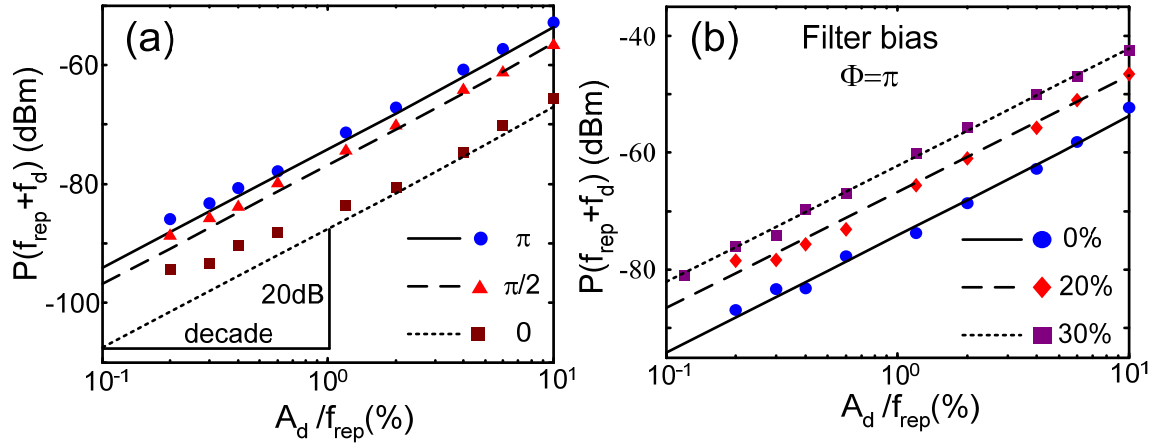 (a)
P(f_rep+f_d) (dBm)
-60
-80
-100
20dB
decade
π
π/2
0
10^-1
10^0
10^1
A_d /f_rep(%)
(b)
Filter bias
Φ=π
P(f_rep+f_d) (dBm)
-40
-60
-80
0%
20%
30%
10^-1
10^0
10^1
A_d /f_rep(%)